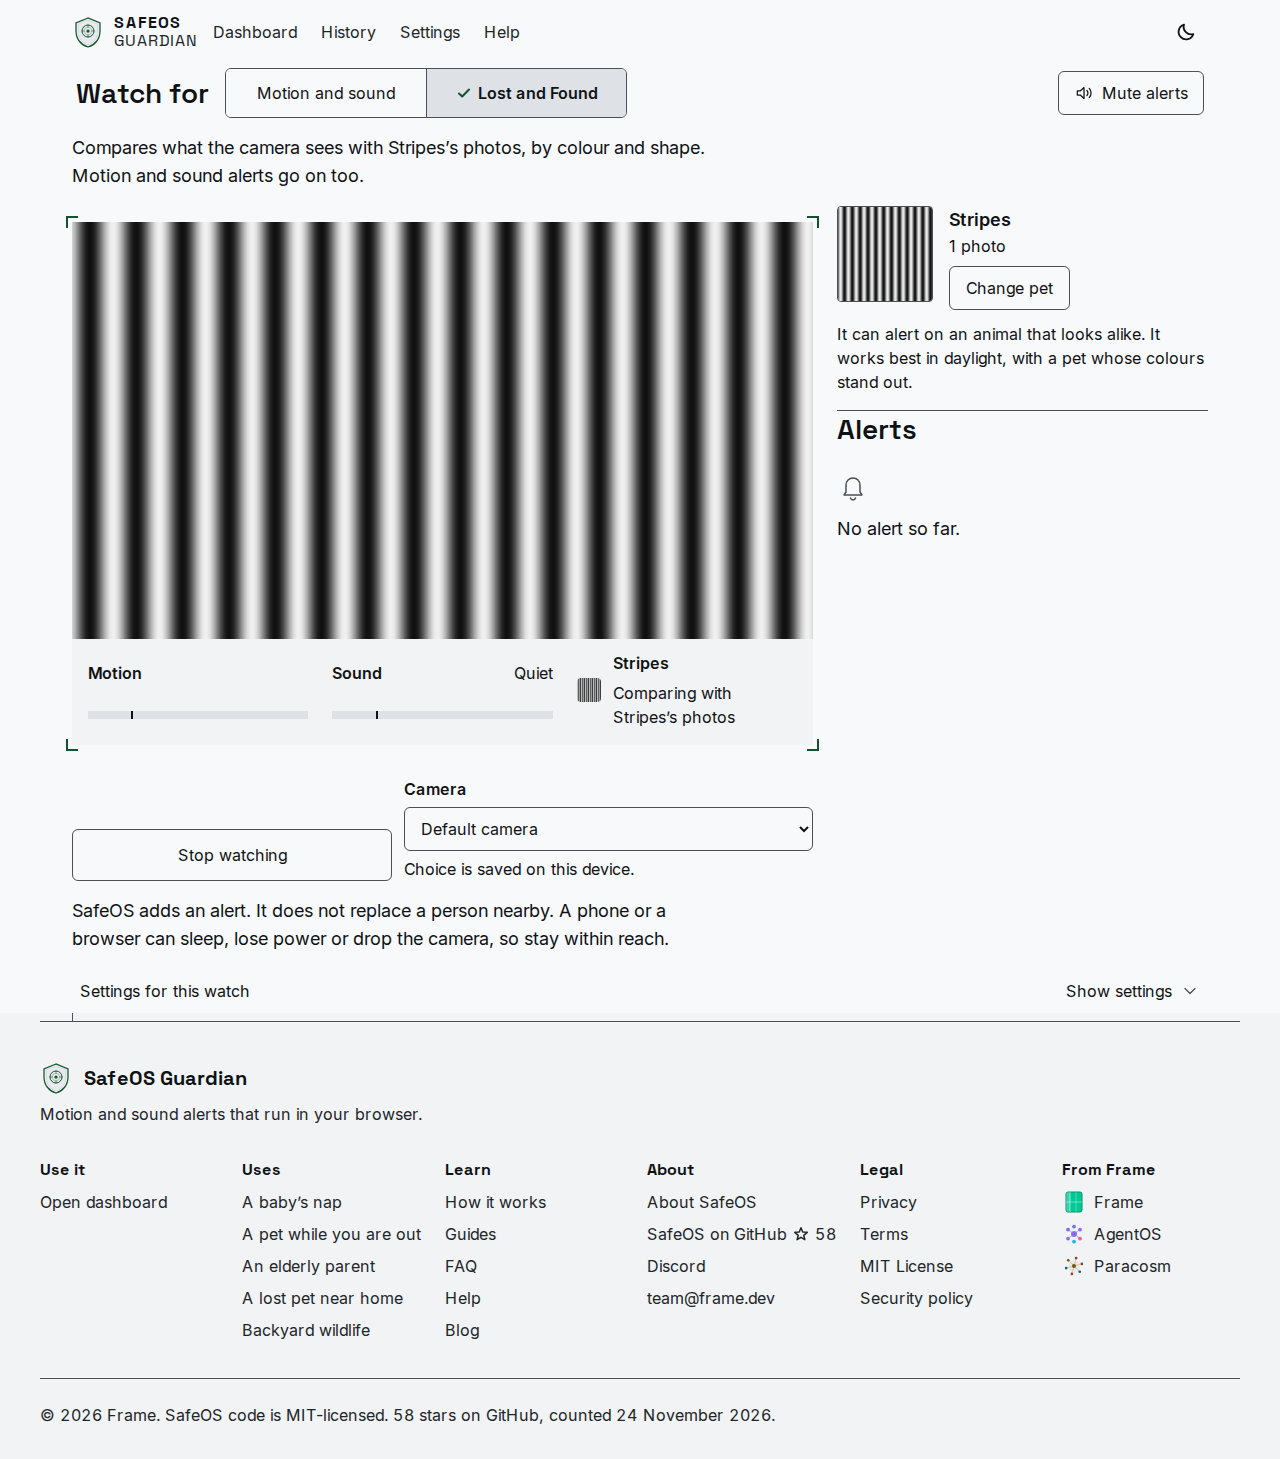 SAFEOS
GUARDIAN
Dashboard
History
Settings
Help
Watch for
Motion and sound
Lost and Found
Mute alerts
Compares what the camera sees with Stripes’s photos, by colour and shape.
Motion and sound alerts go on too.
Stripes
1 photo
Change pet
It can alert on an animal that looks alike. It
works best in daylight, with a pet whose colours
stand out.
Alerts
No alert so far.
Motion
Sound
Quiet
Stripes
Comparing with
Stripes’s photos
Camera
Default camera
Stop watching
Choice is saved on this device.
SafeOS adds an alert. It does not replace a person nearby. A phone or a
browser can sleep, lose power or drop the camera, so stay within reach.
Settings for this watch
Show settings
SafeOS Guardian
Motion and sound alerts that run in your browser.
Use it
Open dashboard
Uses
A baby’s nap
A pet while you are out
An elderly parent
A lost pet near home
Backyard wildlife
Learn
How it works
Guides
FAQ
Help
Blog
About
About SafeOS
SafeOS on GitHub ☆ 58
Discord
team@frame.dev
Legal
Privacy
Terms
MIT License
Security policy
From Frame
Frame
AgentOS
Paracosm
© 2026 Frame. SafeOS code is MIT-licensed. 58 stars on GitHub, counted 24 November 2026.